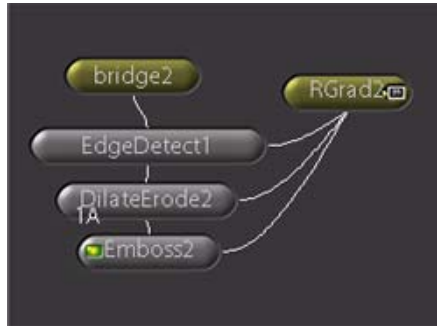 bridge2
RGrad2
EdgeDetect1
DilateErode2
1A
Emboss2